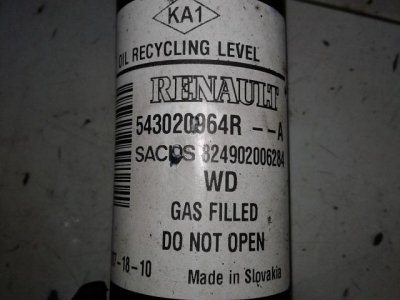 KA1
OIL RECYCLING LEVEL
RENAULT
543020964R --A
SACHS 824902006284
WD
GAS FILLED
DO NOT OPEN
-18-10
Made in Slovakia